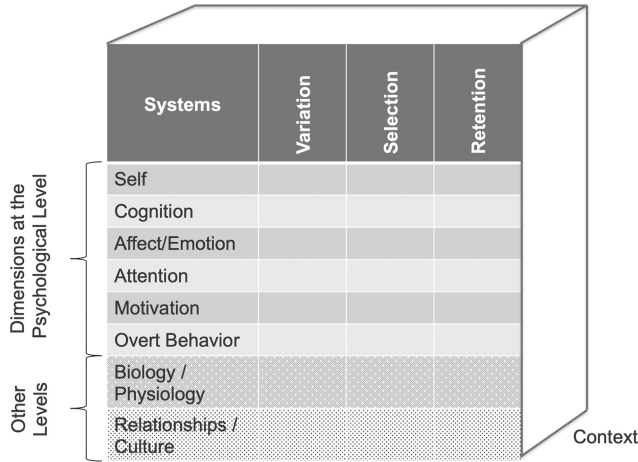 Systems
Variation
Selection
Retention
Dimensions at the
Psychological Level
Self
Cognition
Affect/Emotion
Attention
Motivation
Overt Behavior
Other
Levels
Biology /
Physiology
Relationships /
Culture
Context